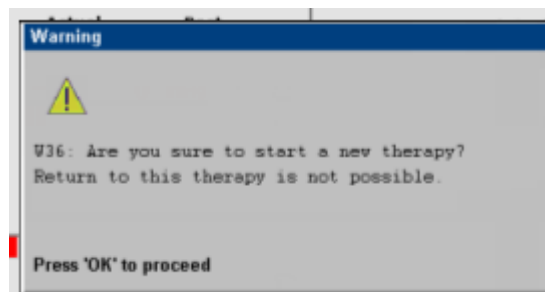 Warning
W36: Are you sure to start a new therapy?
Return to this therapy is not possible.
Press 'OK' to proceed